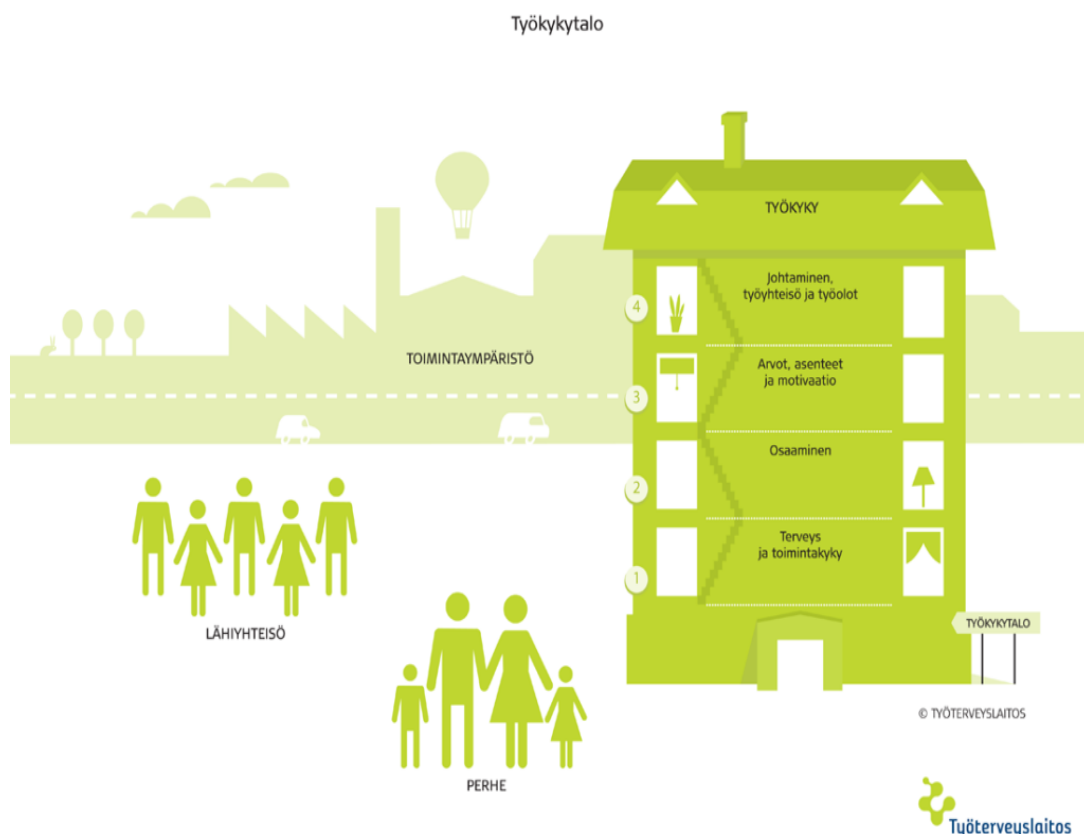 Työkykytalo
TYÖKYKY
Johtaminen,
työyhteisö ja työolot
4
TOIMINTAYMPÄRISTÖ
Arvot, asenteet
ja motivaatio
3
Osaaminen
2
Terveys
ja toimintakyky
1
LÄHIYHTEISÖ
TYÖKYKYTALO
© TYÖTERVEYSLAITOS
PERHE
Työterveyslaitos